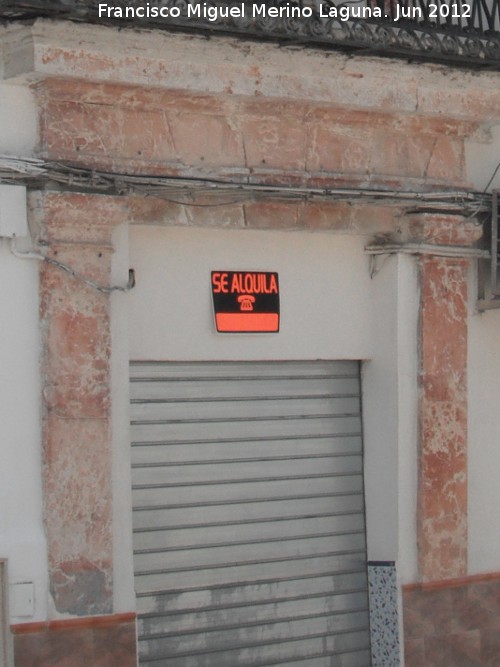 Francisco Miguel Merino Laguna. Jun 2012
SE ALQUILA